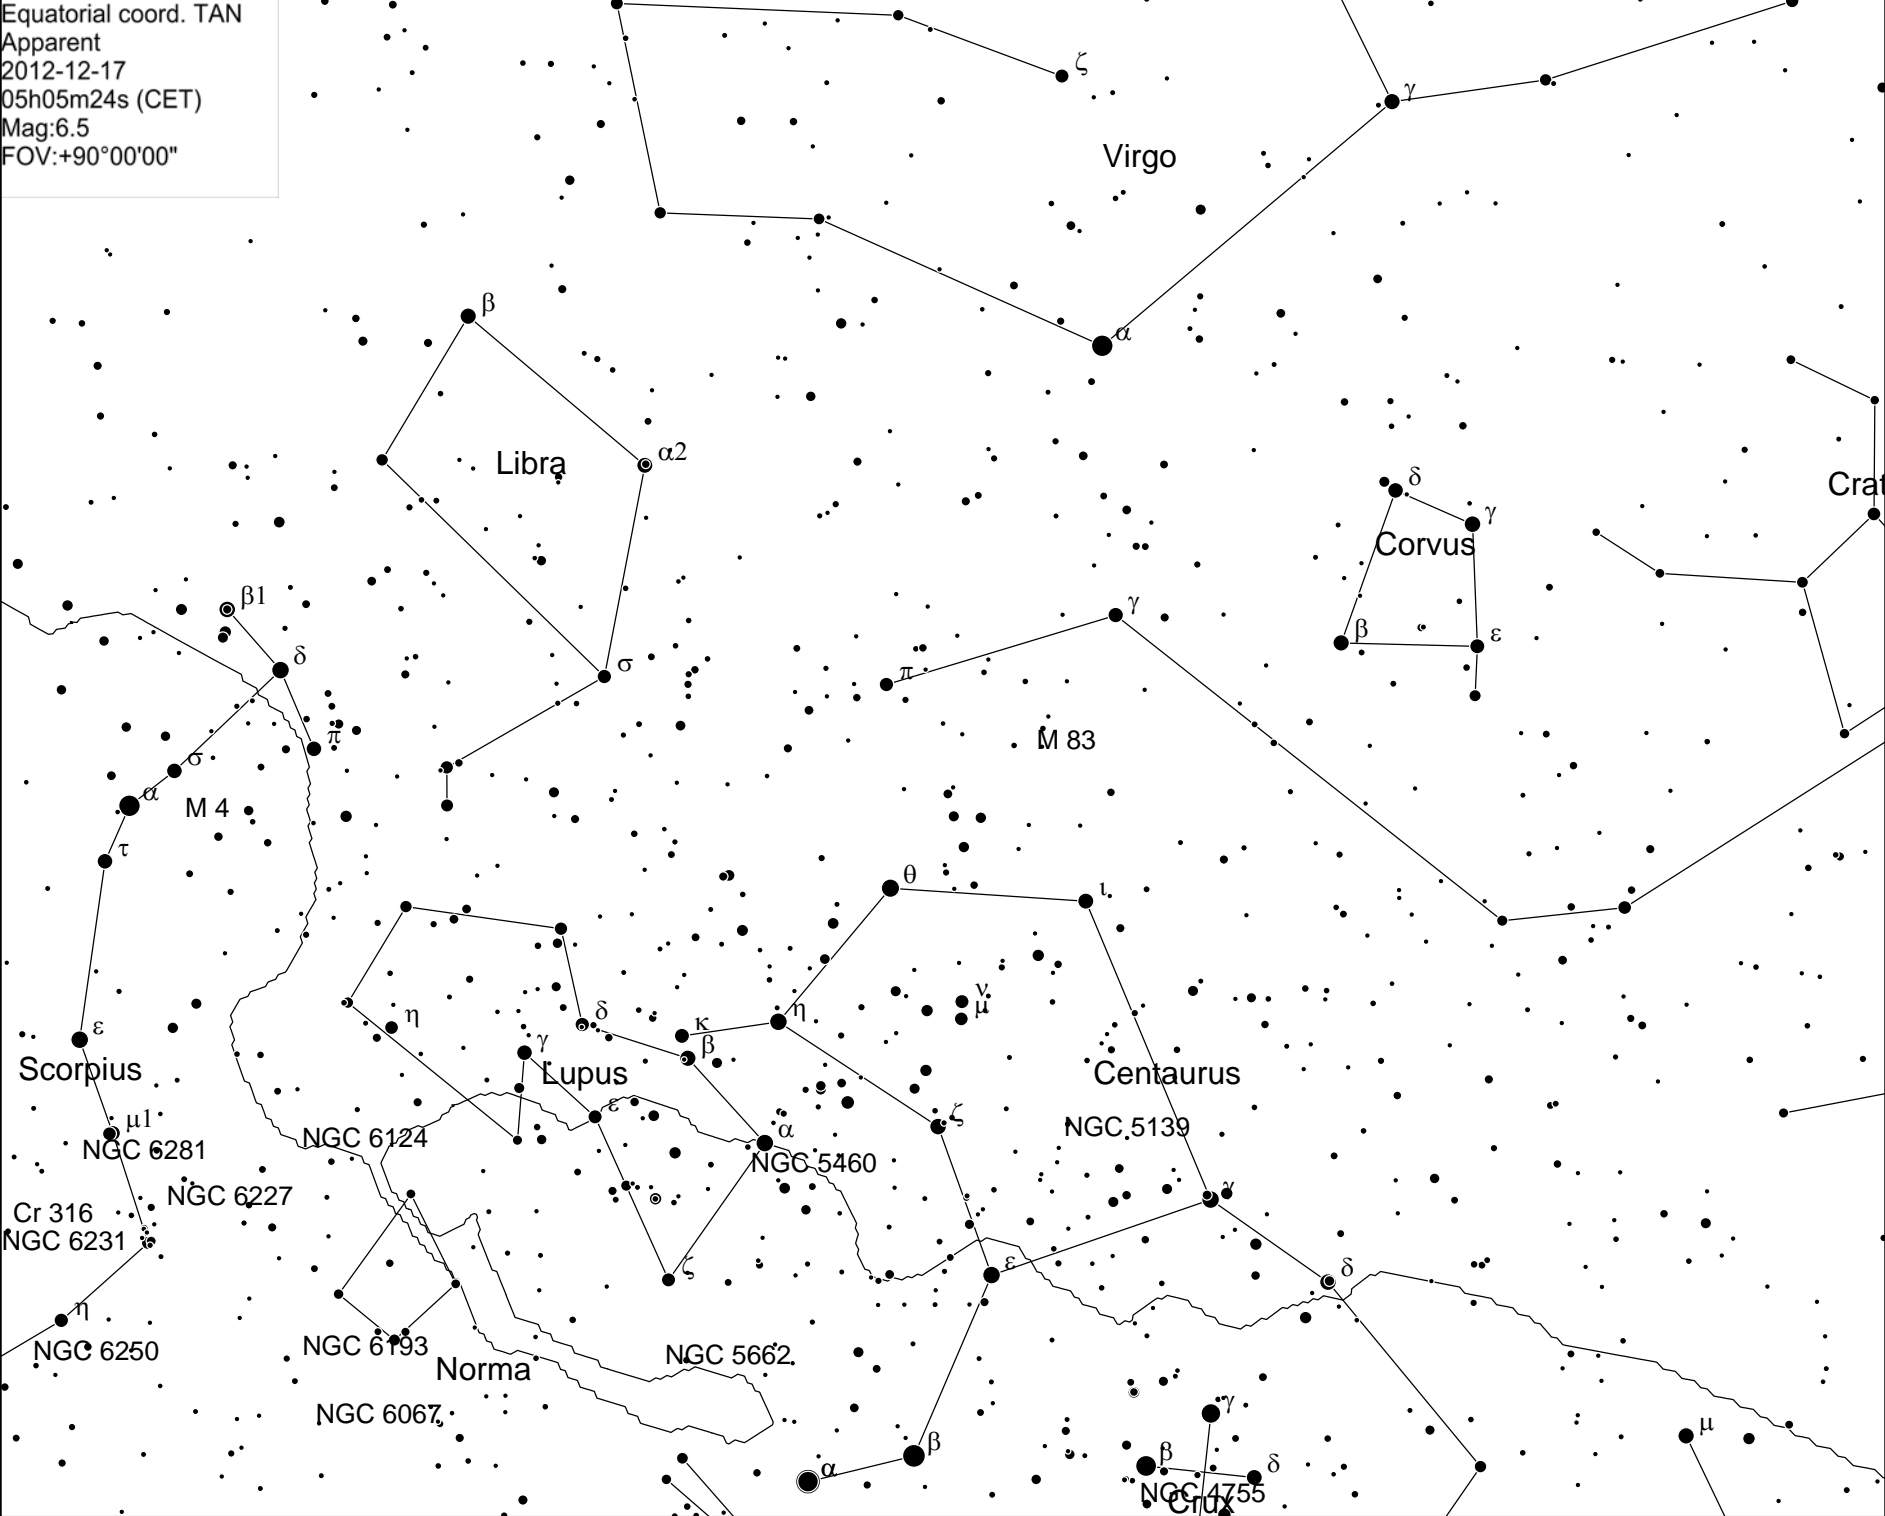 Equatorial coord. TAN
Apparent
2012-12-17
05h05m24s (CET)
Mag:6.5
FOV:+90°00'00"
ζ
γ
Virgo
β
α
Libra
α2
δ
Crat
γ
Corvus
β1
γ
β
ε
δ
σ
π
π
M 83
σ
α
M 4
τ
θ
ι
ν
μ
η
δ
κ
η
ε
γ
β
Scorpius
Lupus
Centaurus
ε
ζ
μ1
α
NGC 5139
NGC 6281
NGC 6124
NGC 5460
NGC 6227
γ
Cr 316
NGC 6231
ζ
ε
δ
η
NGC 6250
NGC 6193
Norma
NGC 5662
NGC 6067
γ
μ
β
β
δ
α
NGC 4755
Crux